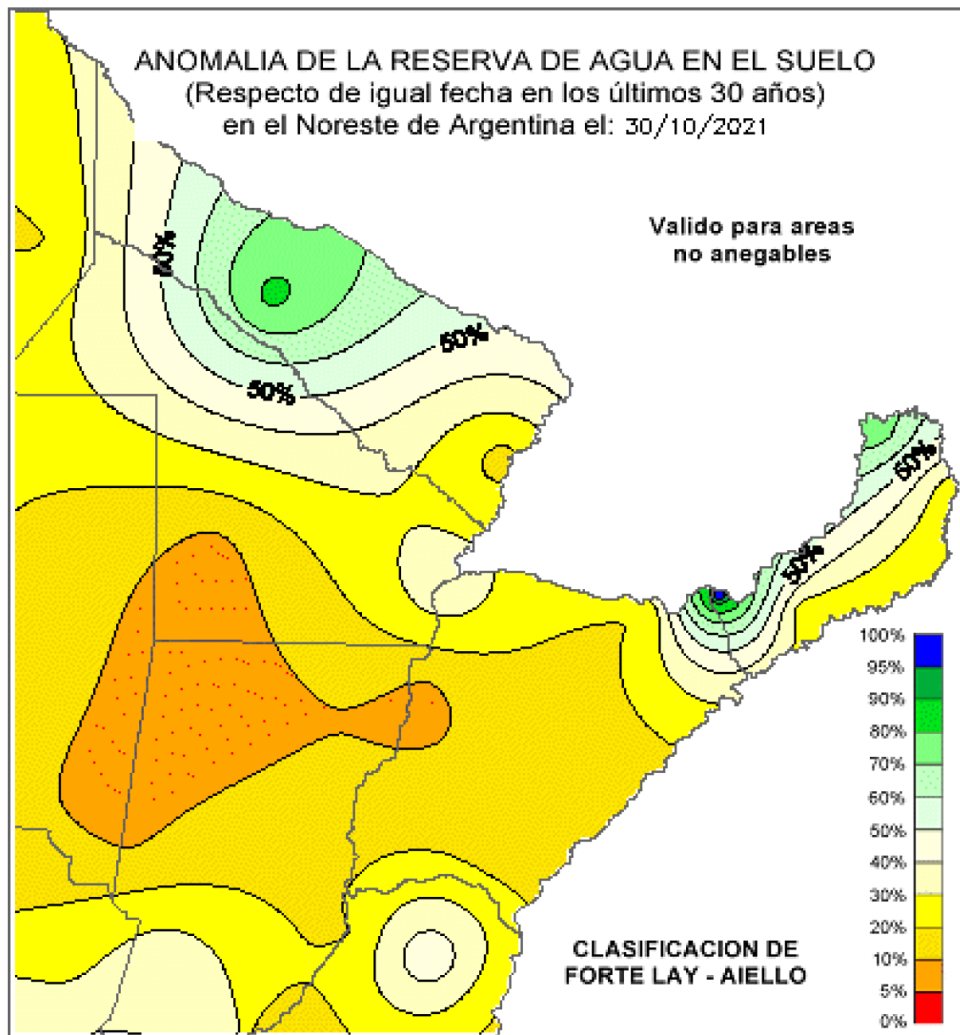 ANOMALIA DE LA RESERVA DE AGUA EN EL SUELO
(Respecto de igual fecha en los últimos 30 años)
en el Noreste de Argentina el: 30/10/2021
Valido para areas
no anegables
50%
50%
50%
50%
50%
100%
95%
90%
80%
70%
60%
50%
40%
30%
20%
10%
5%
0%
CLASIFICACION DE
FORTE LAY - AIELLO